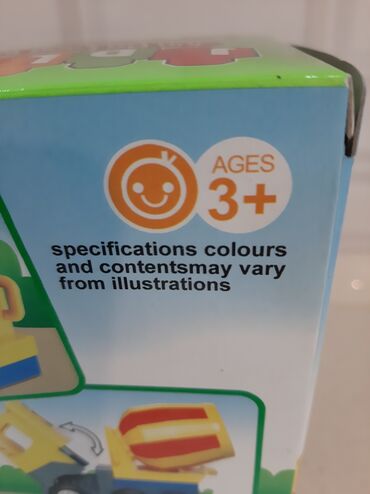 AGES
3+
specifications colours
and contentsmay vary
from illustrations